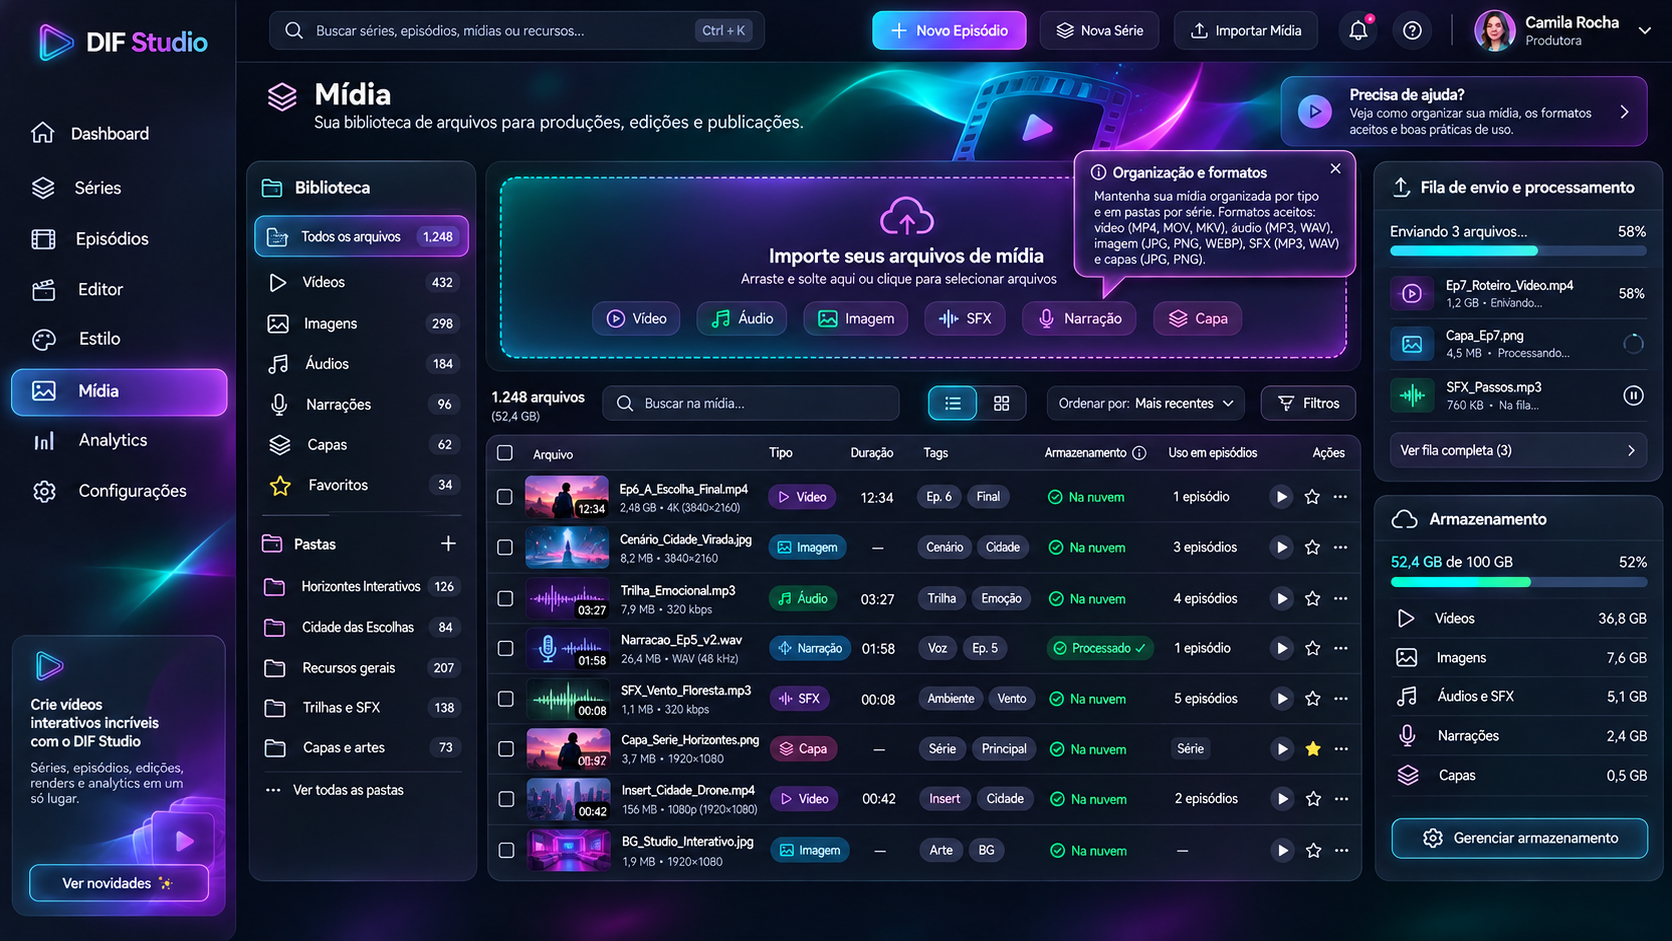 DIF Studio
Dashboard
Séries
Episódios
Editor
Estilo
Mídia
Analytics
Configurações
Crie vídeos
interativos incríveis
com o DIF Studio
Séries, episódios, edições,
renders e analytics em um
só lugar.
Ver novidades
Buscar séries, episódios, mídias ou recursos...
Ctrl + K
Novo Episódio
Nova Série
Importar Mídia
Camila Rocha
Produtora
Mídia
Sua biblioteca de arquivos para produções, edições e publicações.
Precisa de ajuda?
Veja como organizar sua mídia, os formatos
aceitos e boas práticas de uso.
Biblioteca
Todos os arquivos 1,248
Vídeos 432
Imagens 298
Áudios 184
Narrações 96
Capas 62
Favoritos 34
Pastas
Horizontes Interativos 126
Cidade das Escolhas 84
Recursos gerais 207
Trilhas e SFX 138
Capas e artes 73
Ver todas as pastas
Importe seus arquivos de mídia
Arraste e solte aqui ou clique para selecionar arquivos
Vídeo
Áudio
Imagem
SFX
Narração
Capa
Organização e formatos
Mantenha sua mídia organizada por tipo
e em pastas por série. Formatos aceitos:
vídeo (MP4, MOV, MKV), áudio (MP3, WAV),
imagem (JPG, PNG, WEBP), SFX (MP3, WAV)
e capas (JPG, PNG).
1.248 arquivos
(52,4 GB)
Buscar na mídia...
Ordenar por: Mais recentes
Filtros
Arquivo Tipo Duração Tags Armazenamento Uso em episódios Ações
12:34
Ep6_A_Escolha_Final.mp4
2,48 GB • 4K (3840×2160)
Vídeo 12:34 Ep. 6 Final Na nuvem 1 episódio
Cenário_Cidade_Virada.jpg
8,2 MB • 3840×2160
Imagem — Cenário Cidade Na nuvem 3 episódios
03:27
Trilha_Emocional.mp3
7,9 MB • 320 kbps
Áudio 03:27 Trilha Emoção Na nuvem 4 episódios
01:58
Narracao_Ep5_v2.wav
26,4 MB • WAV (48 kHz)
Narração 01:58 Voz Ep. 5 Processado ✓ 1 episódio
00:08
SFX_Vento_Floresta.mp3
1,1 MB • 320 kbps
SFX 00:08 Ambiente Vento Na nuvem 5 episódios
Capa_Serie_Horizontes.png
3,7 MB • 1920×1080
Capa — Série Principal Na nuvem Série
00:42
Insert_Cidade_Drone.mp4
156 MB • 1080p (1920×1080)
Vídeo 00:42 Insert Cidade Na nuvem 2 episódios
BG_Studio_Interativo.jpg
1,9 MB • 1920×1080
Imagem — Arte BG Na nuvem —
Fila de envio e processamento
Enviando 3 arquivos... 58%
Ep7_Roteiro_Video.mp4
1,2 GB • Enviando...
58%
Capa_Ep7.png
4,5 MB • Processando...
SFX_Passos.mp3
760 KB • Na fila...
Ver fila completa (3)
Armazenamento
52,4 GB de 100 GB 52%
Vídeos 36,8 GB
Imagens 7,6 GB
Áudios e SFX 5,1 GB
Narrações 2,4 GB
Capas 0,5 GB
Gerenciar armazenamento